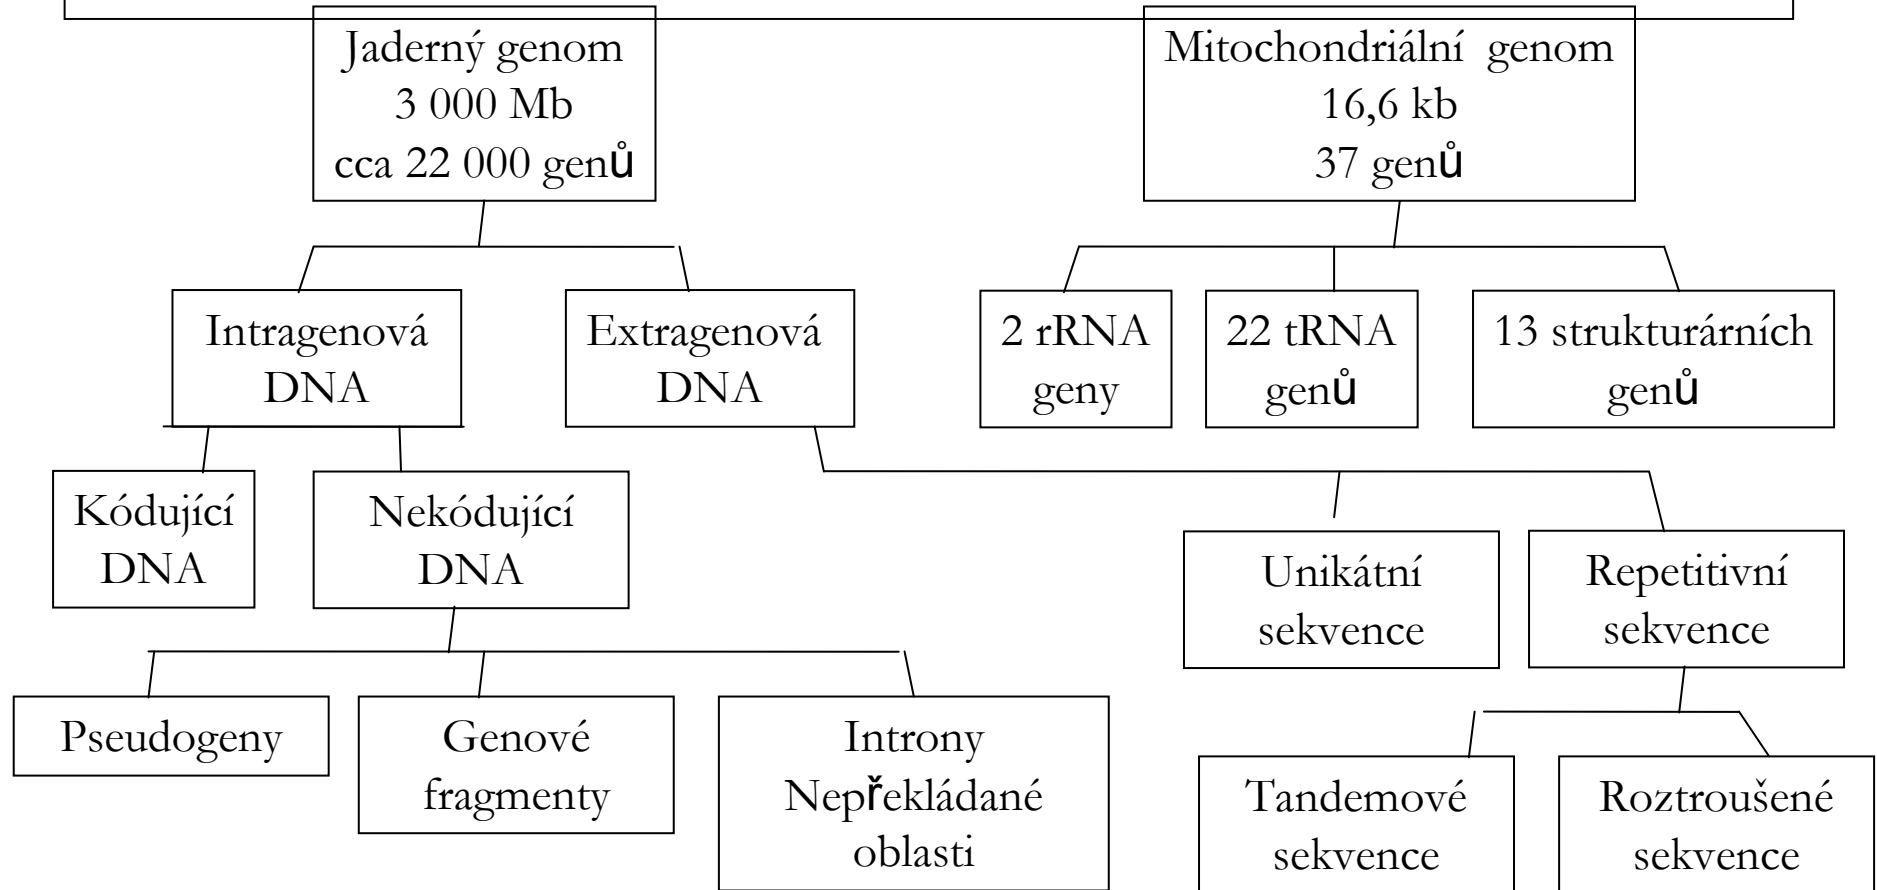 Jaderný genom
3 000 Mb
cca 22 000 genů
Mitochondriální genom
16,6 kb
37 genů
Intragenová
DNA
Extragenová
DNA
2 rRNA
geny
22 tRNA
genů
13 strukturárních
genů
Kódující
DNA
Nekódující
DNA
Unikátní
sekvence
Repetitivní
sekvence
Pseudogeny
Genové
fragmenty
Introny
Nepřekládané
oblasti
Tandemové
sekvence
Roztroušené
sekvence